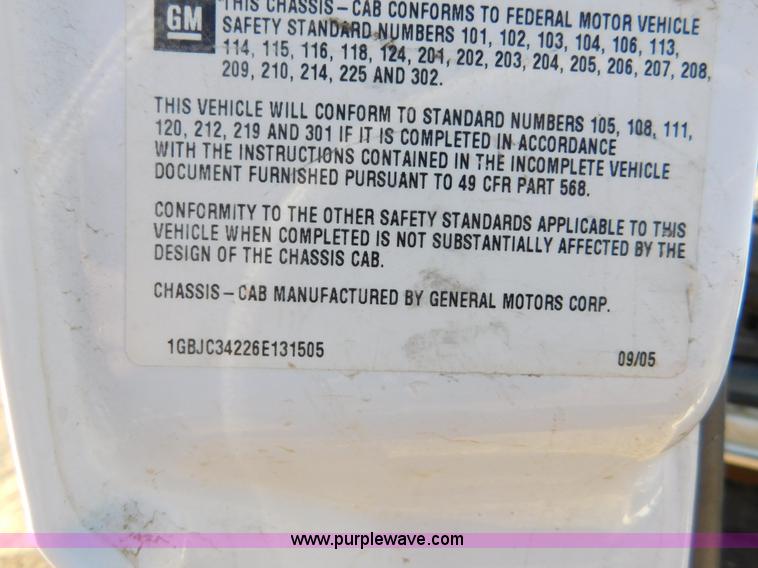 GM
THIS CHASSIS-CAB CONFORMS TO FEDERAL MOTOR VEHICLE
SAFETY STANDARD NUMBERS 101, 102, 103, 104, 106, 113,
114, 115, 116, 118, 124, 201, 202, 203, 204, 205, 206, 207, 208,
209, 210, 214, 225 AND 302.
THIS VEHICLE WILL CONFORM TO STANDARD NUMBERS 105, 108, 111,
120, 212, 219 AND 301 IF IT IS COMPLETED IN ACCORDANCE
WITH THE INSTRUCTIONS CONTAINED IN THE INCOMPLETE VEHICLE
DOCUMENT FURNISHED PURSUANT TO 49 CFR PART 568.
CONFORMITY TO THE OTHER SAFETY STANDARDS APPLICABLE TO THIS
VEHICLE WHEN COMPLETED IS NOT SUBSTANTIALLY AFFECTED BY THE
DESIGN OF THE CHASSIS CAB.
CHASSIS-CAB MANUFACTURED BY GENERAL MOTORS CORP.
1GBJC34226E131505 09/05
www.purplewave.com